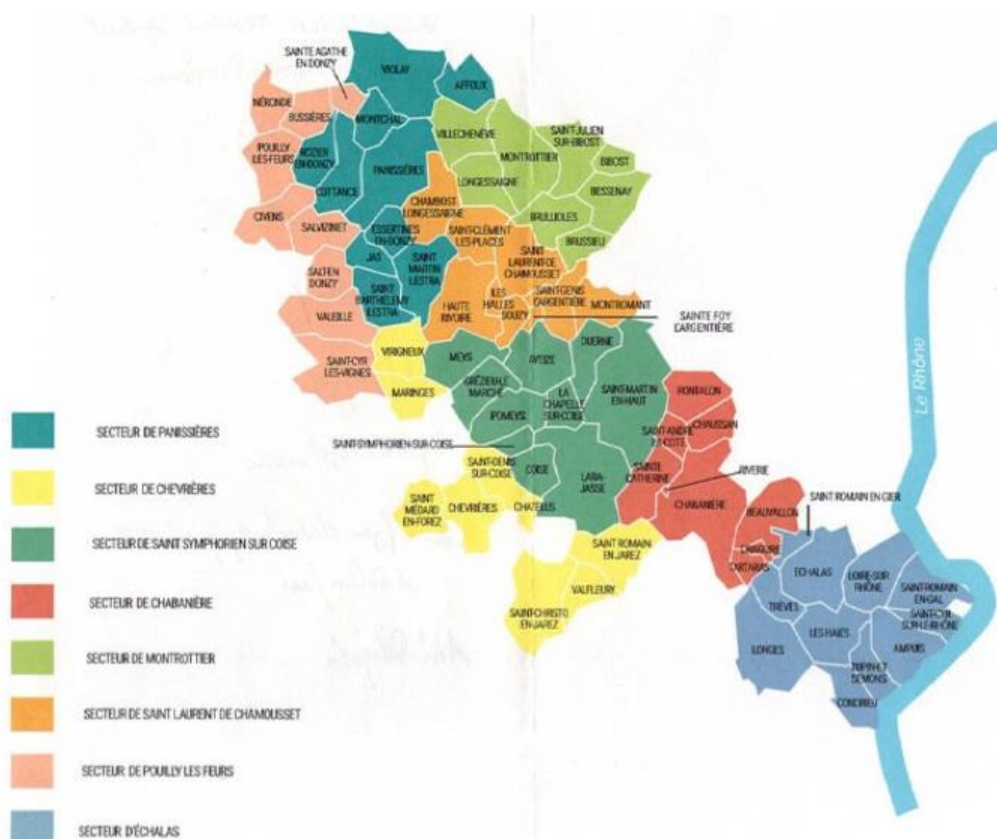 SAINTE AGATHE
EN DONZY
VIOLAY
AFFOUX
NÉRONDE
BUSSIÈRES
MONTCHAL
VILLECHENÈVE
SAINT-JULIEN
SUR-BIBOST
MONTROTTIER
BIBOST
POUILLY
LES-FEURS
ROZIER
EN-DONZY
PANISSIÈRES
COTTANCE
LONGESSAIGNE
BESSENAY
CHAMBOST
LONGESSAIGNE
BRULLIOLES
CIVENS
SALVIZINET
ESSERTINES
EN-DONZY
SAINT-CLÉMENT
LES-PLACES
BRUSSIEU
JAS
SAINT
MARTIN
LESTRA
SAINT
LAURENT-DE
CHAMOUSSET
SALT-EN
DONZY
SAINT
BARTHELEMY
LESTRA
LES
HALLES
SAINT-GENIS
L'ARGENTIÈRE
SOUZY
HAUTE
RIVOIRE
MONTROMANT
VALEILLE
SAINTE FOY
L'ARGENTIÈRE
DUERNE
VIRIGNEUX
MEYS
AVEIZE
SAINT-CYR
LES-VIGNES
MARINGES
GRÉZIEU-LE
MARCHÉ
LA
CHAPELLE
SUR-COISE
SAINT-MARTIN
EN-HAUT
RONTALON
POMEYS
CHAUSSAN
SAINT-ANDRÉ
LA-COTE
SAINT-SYMPHORIEN-SUR-COISE
SAINT-DENIS
SUR-COISE
COISE
LARA-
JASSE
SAINTE
CATHERINE
RIVERIE
SAINT
MÉDARD
EN-FOREZ
CHEVRIÈRES
CHATELUS
CHABANIÈRE
BEAUVALLON
SAINT ROMAIN EN GIER
SAINT ROMAIN
EN-JAREZ
DARGOIRE
TARTARAS
ECHALAS
LOIRE-SUR
RHÔNE
SAINT-ROMAIN
EN-GAL
VALFLEURY
SAINT-CHRISTO
EN-JAREZ
TRÈVES
SAINT-CYR
SUR-LE-RHÔNE
LES HAIES
LONGES
AMPUIS
TUPIN-ET
SEMONS
CONDRIEU
Le Rhône
SECTEUR DE PANISSIÈRES
SECTEUR DE CHEVRIÈRES
SECTEUR DE SAINT SYMPHORIEN SUR COISE
SECTEUR DE CHABANIÈRE
SECTEUR DE MONTROTTIER
SECTEUR DE SAINT LAURENT DE CHAMOUSSET
SECTEUR DE POUILLY LES FEURS
SECTEUR D'ÉCHALAS